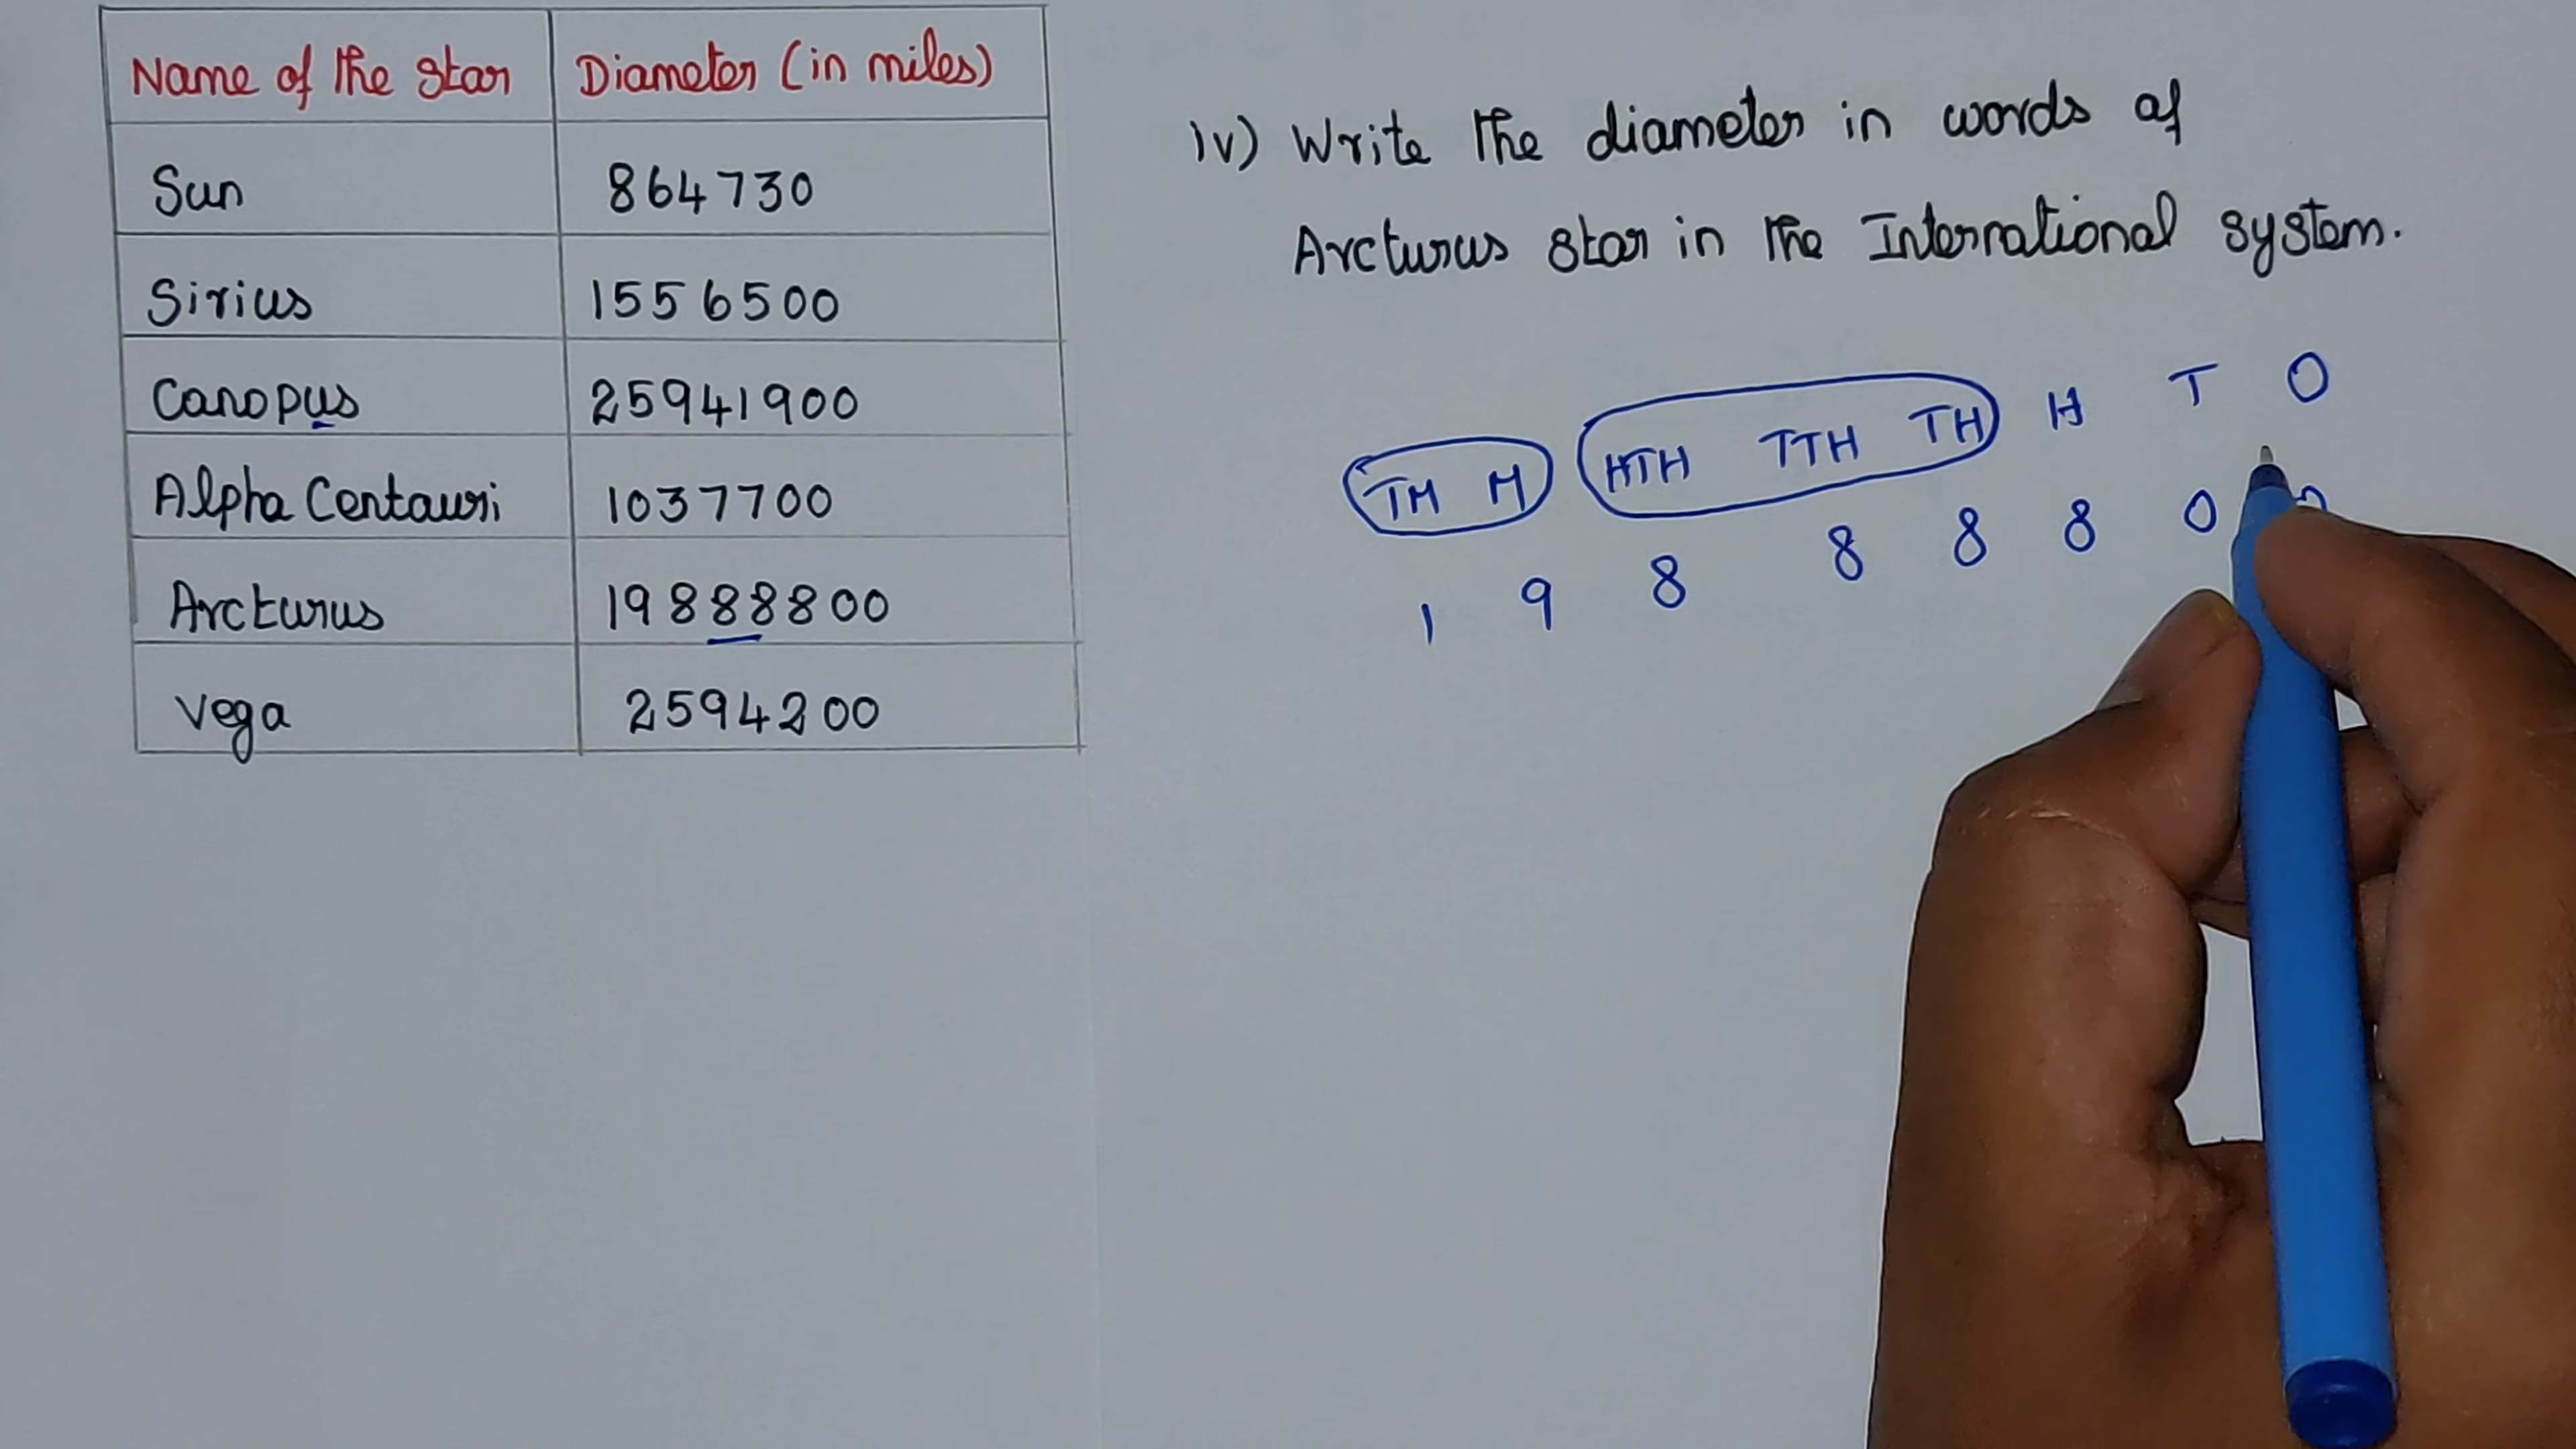 Name of the star Diameter (in miles)
Sun 864730
Sirius 1556500
Canopus 25941900
Alpha Centauri 1037700
Arcturus 19888800
Vega 2594200
iv) Write the diameter in words of
Arcturus star in the International system.
TM M HTH TTH TH H T O
1 9 8 8 8 8 0 0